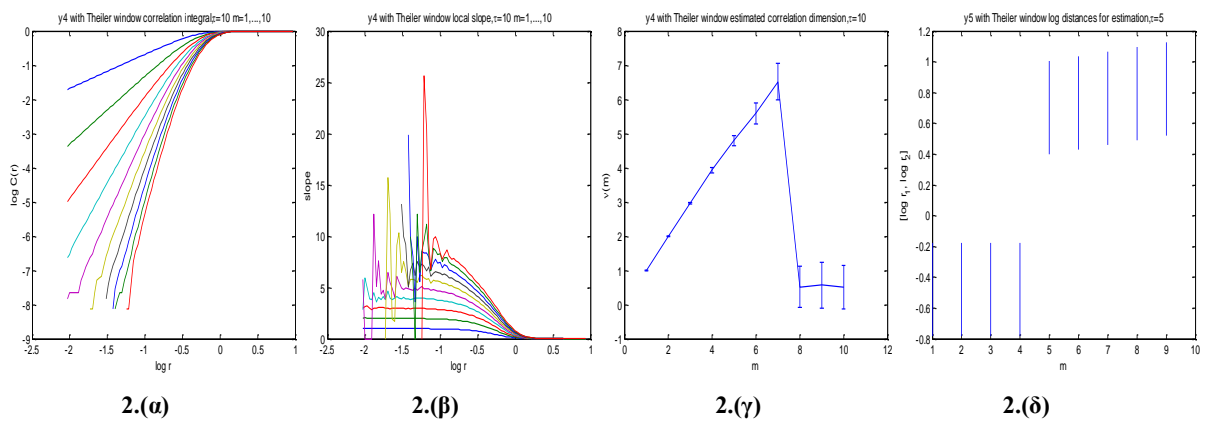 y4 with Theiler window correlation integral,τ=10 m=1,...,10
0
-1
-2
-3
-4
-5
-6
-7
-8
-9
log C(r)
-2.5 -2 -1.5 -1 -0.5 0 0.5 1
log r
2.(α)
y4 with Theiler window local slope,τ=10 m=1,...,10
30
25
20
15
10
5
0
slope
-2.5 -2 -1.5 -1 -0.5 0 0.5 1
log r
2.(β)
y4 with Theiler window estimated correlation dimension,τ=10
8
7
6
5
4
3
2
1
0
-1
ν(m)
0 2 4 6 8 10 12
m
2.(γ)
y5 with Theiler window log distances for estimation,τ=5
1.2
1
0.8
0.6
0.4
0.2
0
-0.2
-0.4
-0.6
-0.8
[log r₁, log r₂]
1 2 3 4 5 6 7 8 9 10
m
2.(δ)